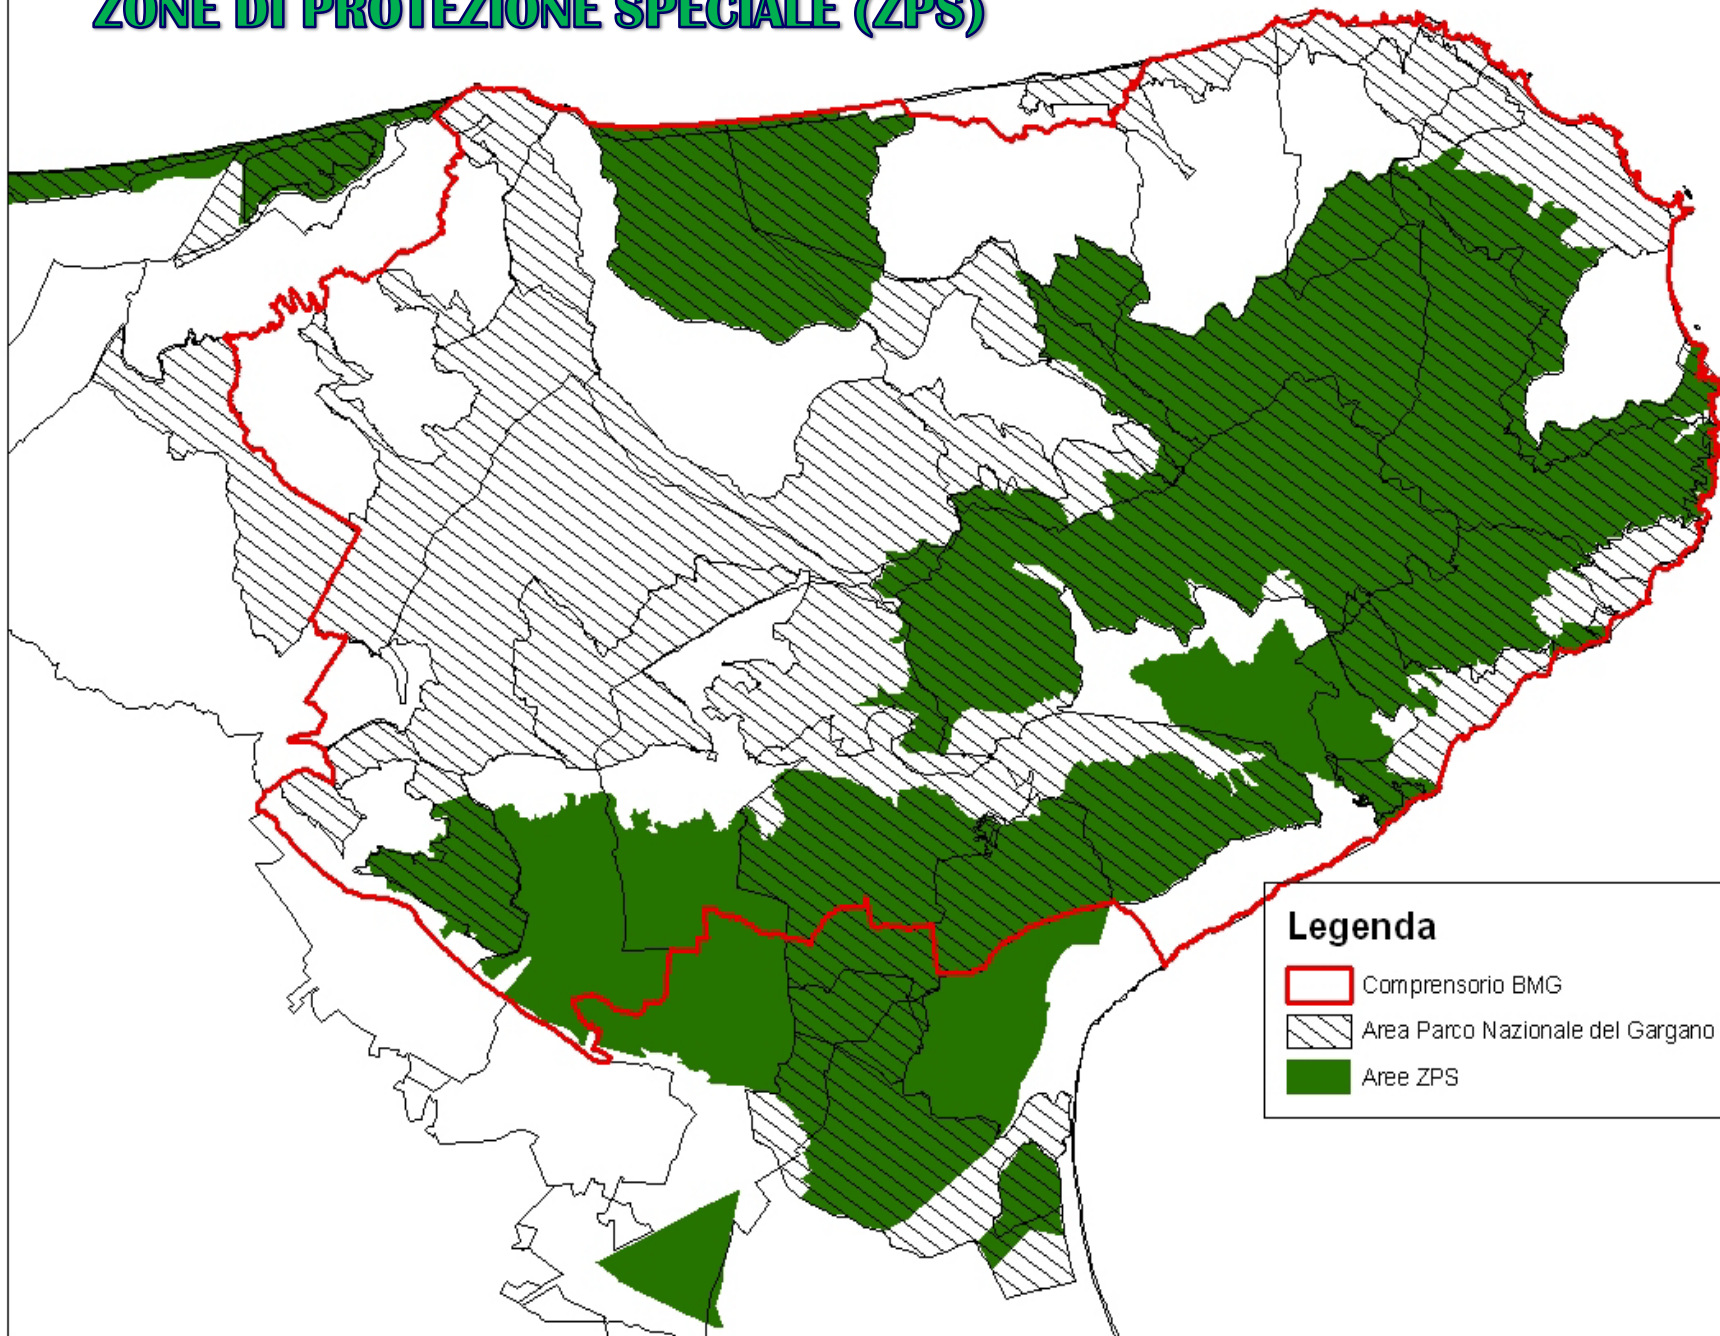 ZONE DI PROTEZIONE SPECIALE (ZPS)
Legenda
Comprensorio BMG
Area Parco Nazionale del Gargano
Aree ZPS